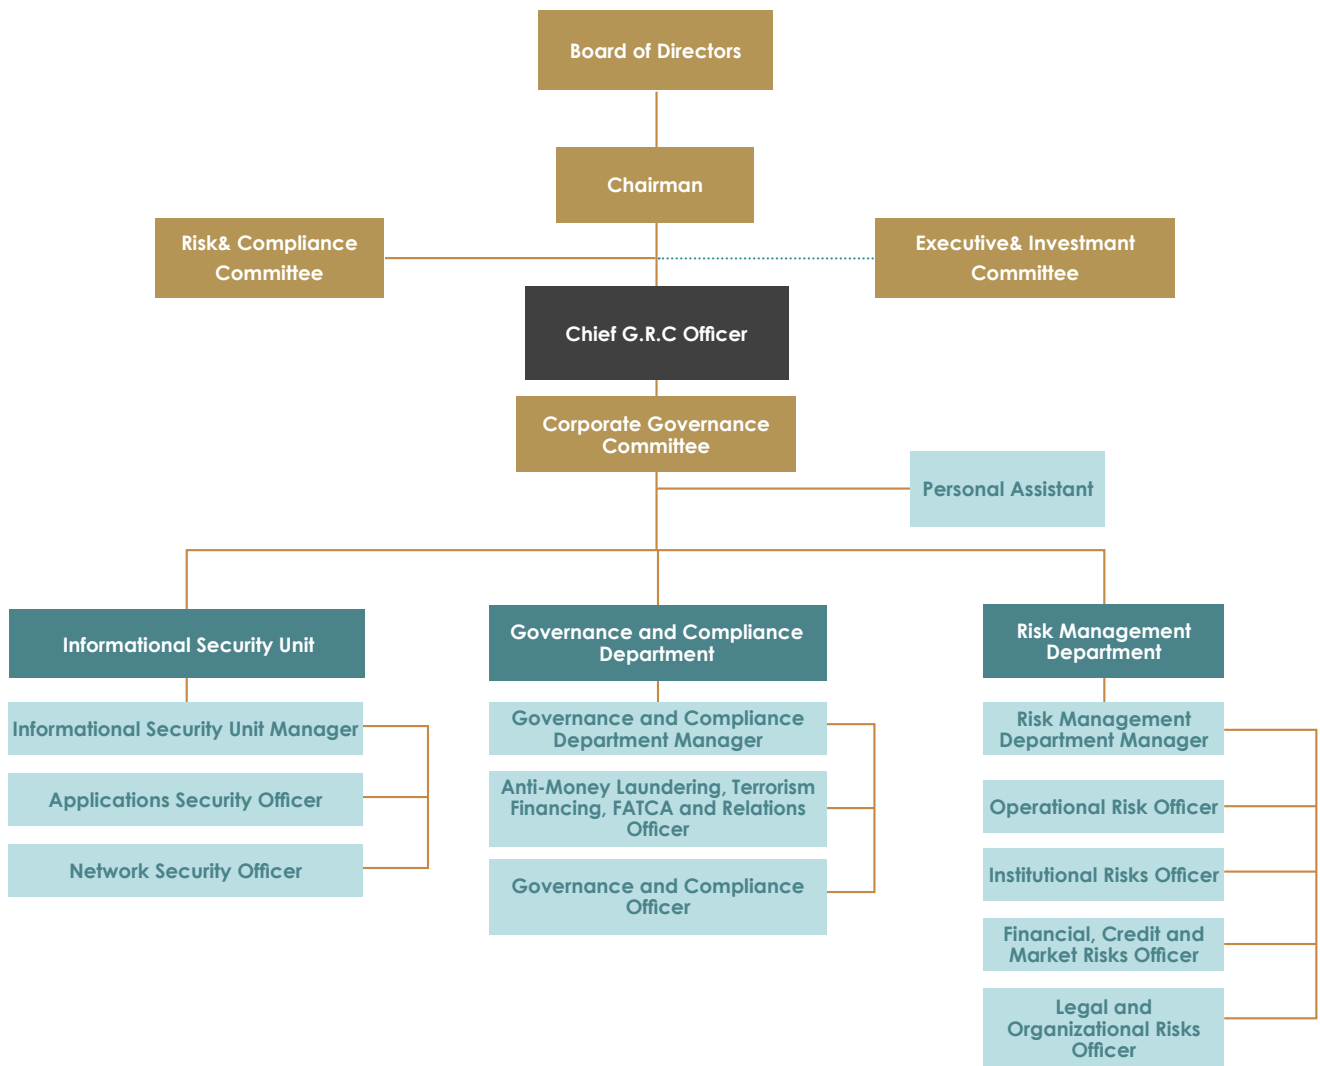 Board of Directors
Chairman
Risk& Compliance
Committee
Executive& Investmant
Committee
Chief G.R.C Officer
Corporate Governance
Committee
Personal Assistant
Informational Security Unit
Informational Security Unit Manager
Applications Security Officer
Network Security Officer
Governance and Compliance
Department
Governance and Compliance
Department Manager
Anti-Money Laundering, Terrorism
Financing, FATCA and Relations
Officer
Governance and Compliance
Officer
Risk Management
Department
Risk Management
Department Manager
Operational Risk Officer
Institutional Risks Officer
Financial, Credit and
Market Risks Officer
Legal and
Organizational Risks
Officer